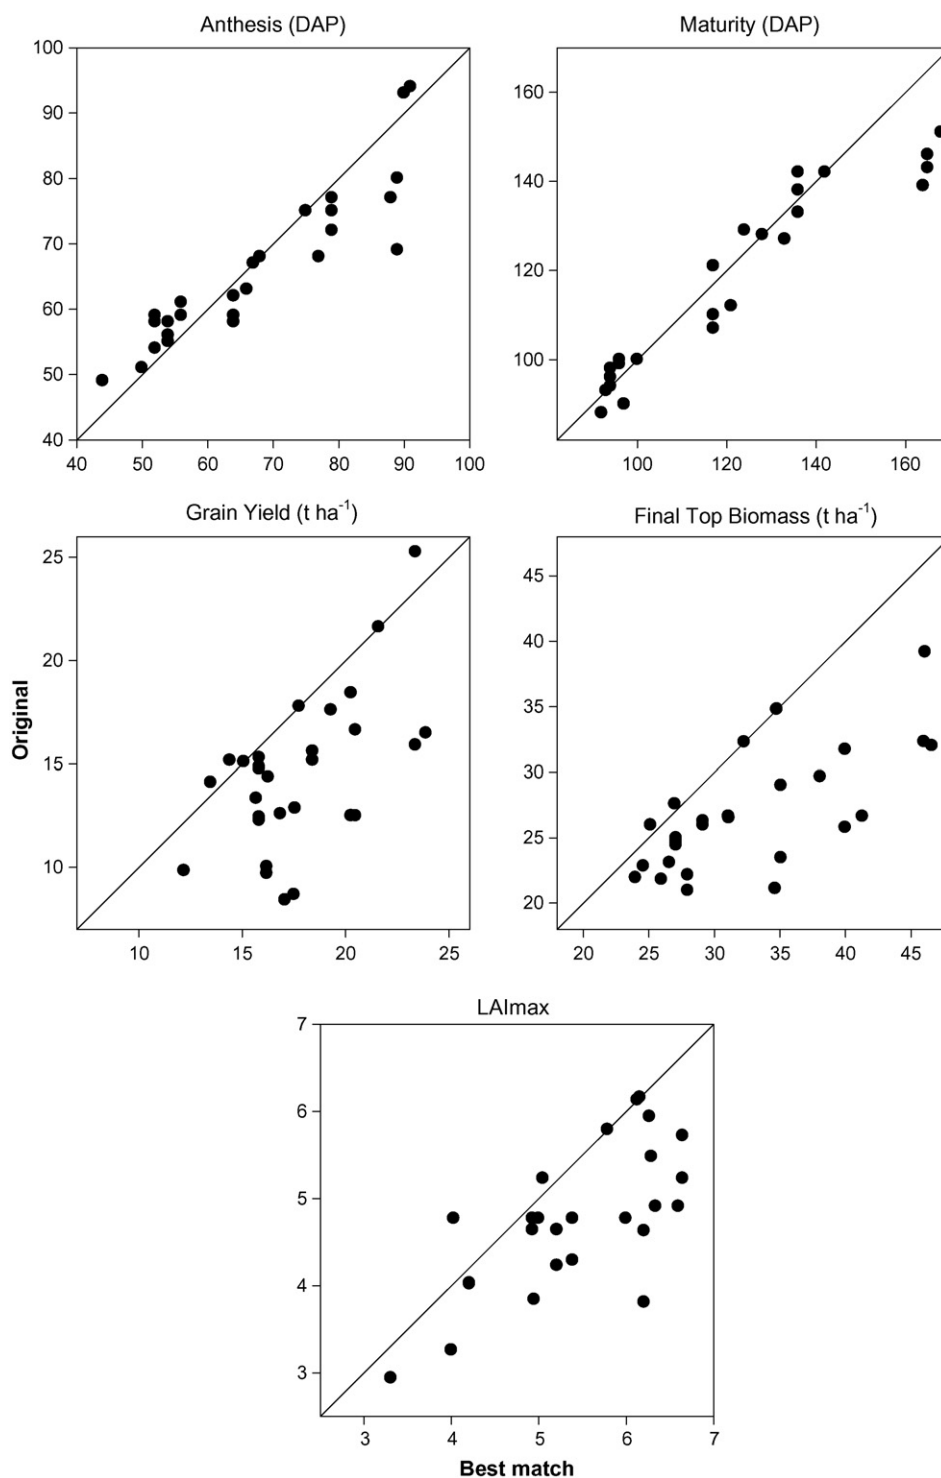 Anthesis (DAP)
100
90
80
70
60
50
40
40 50 60 70 80 90 100
Maturity (DAP)
160
140
120
100
100 120 140 160
Grain Yield (t ha⁻¹)
25
20
15
10
10 15 20 25
Final Top Biomass (t ha⁻¹)
45
40
35
30
25
20
20 25 30 35 40 45
Original
LAImax
7
6
5
4
3
3 4 5 6 7
Best match